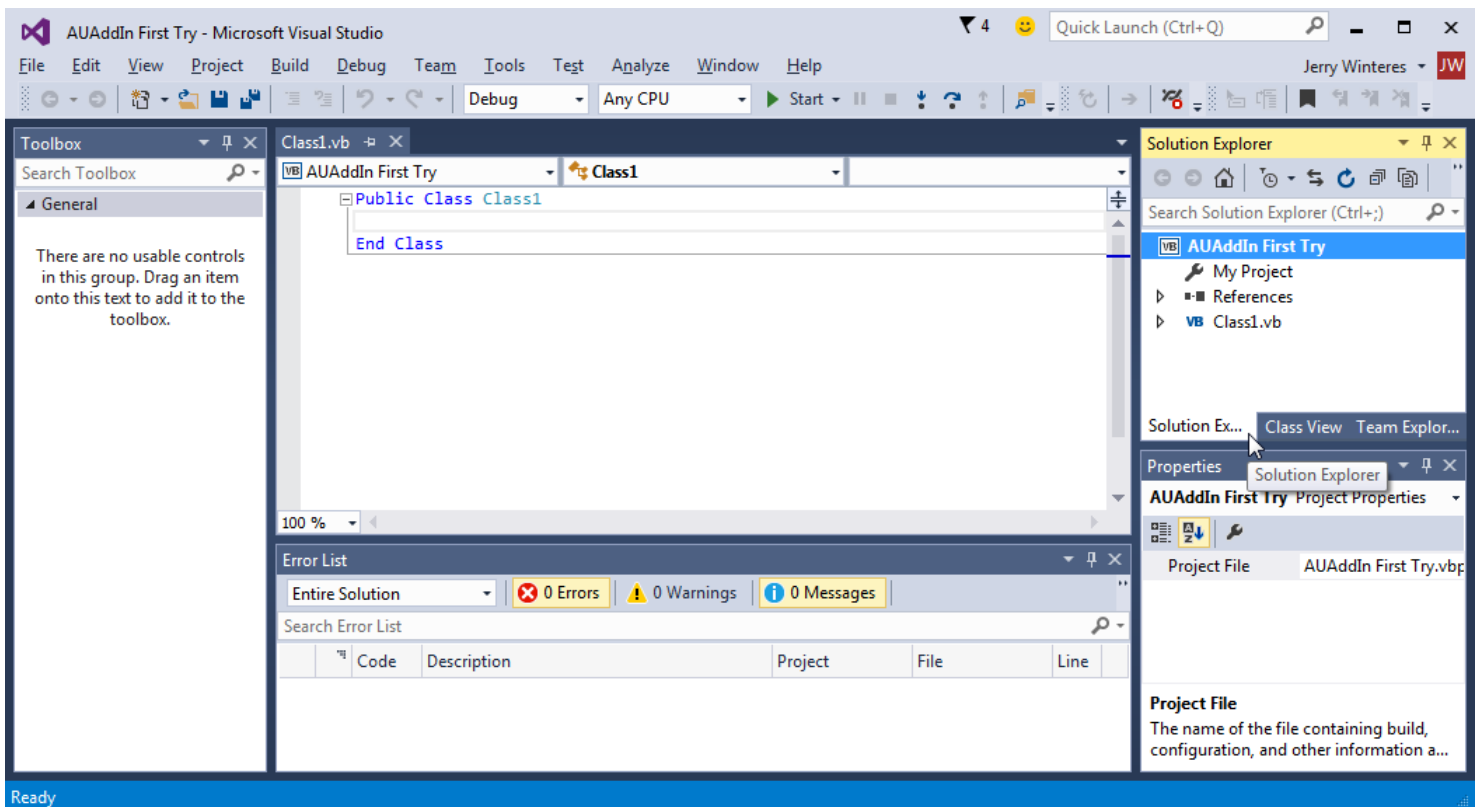 AUAddIn First Try - Microsoft Visual Studio
4
Quick Launch (Ctrl+Q)
File Edit View Project Build Debug Team Tools Test Analyze Window Help
Jerry Winteres JW
Debug Any CPU Start
Toolbox
Search Toolbox
General
There are no usable controls
in this group. Drag an item
onto this text to add it to the
toolbox.
Class1.vb
VB AUAddIn First Try Class1
Public Class Class1
End Class
100 %
Error List
Entire Solution 0 Errors 0 Warnings 0 Messages
Search Error List
Code Description Project File Line
Solution Explorer
Search Solution Explorer (Ctrl+;)
VB AUAddIn First Try
My Project
References
VB Class1.vb
Solution Ex... Class View Team Explor...
Properties
Solution Explorer
AUAddIn First Try Project Properties
Project File AUAddIn First Try.vbp
Project File
The name of the file containing build,
configuration, and other information a...
Ready